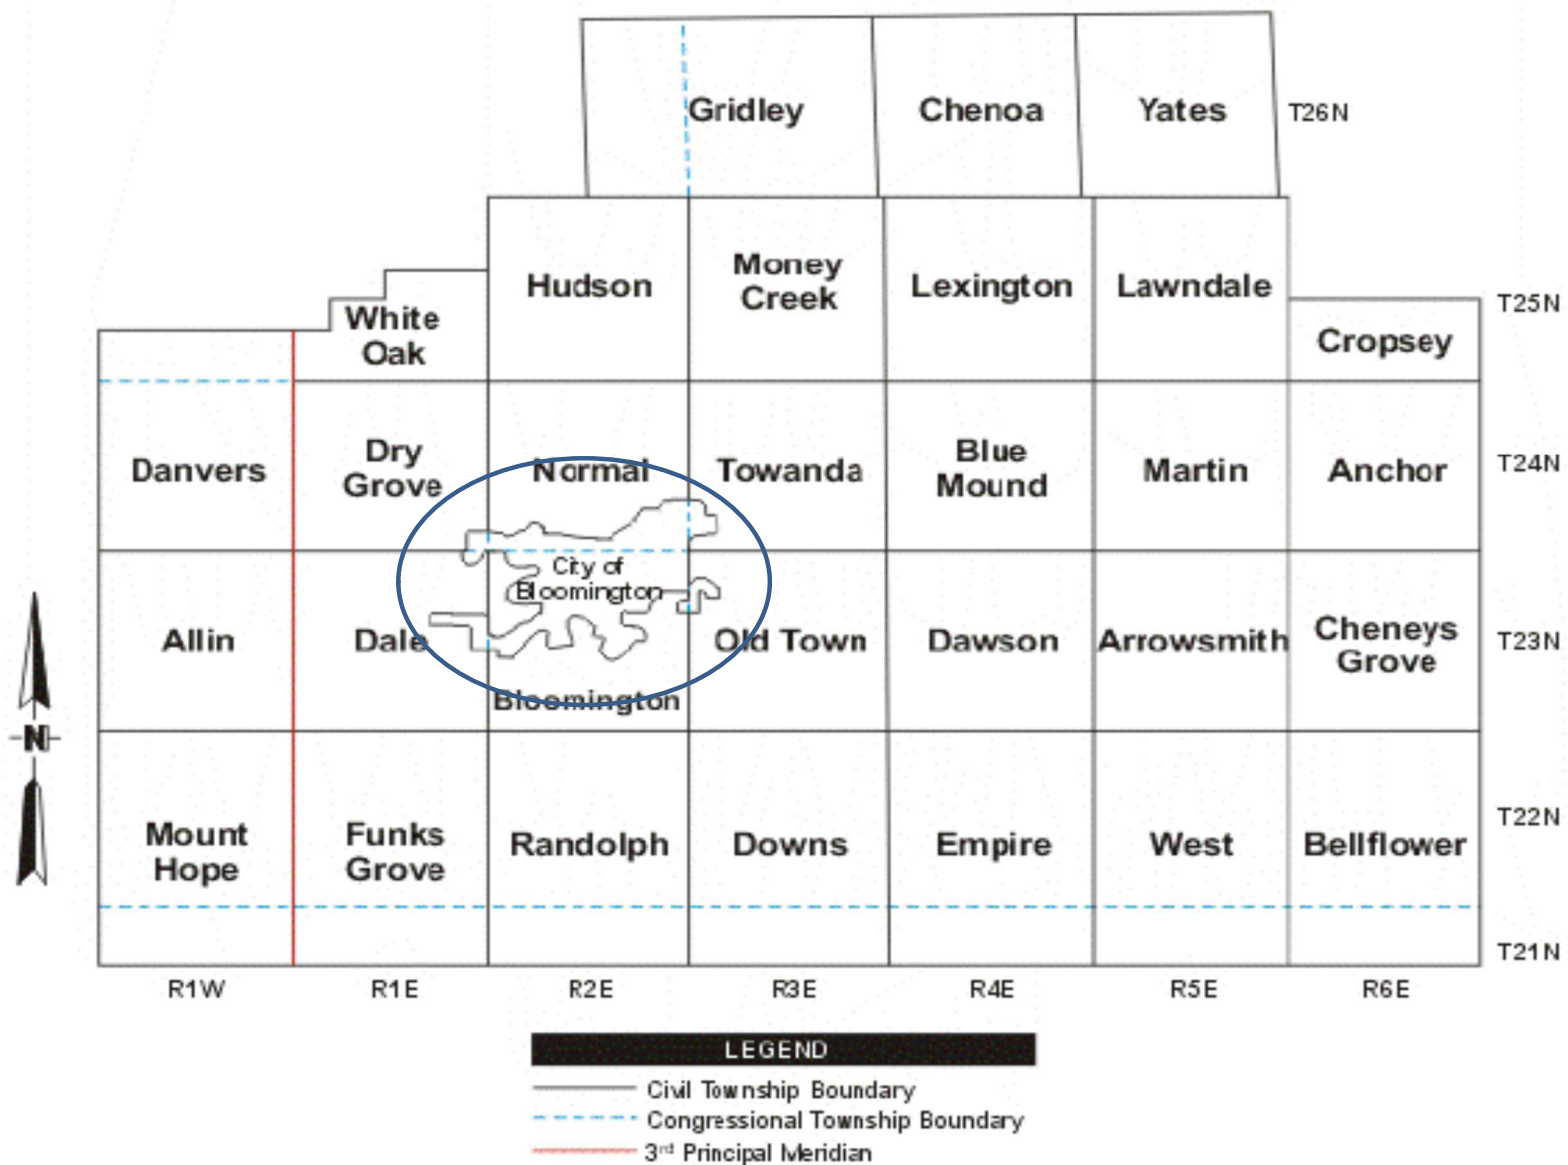 Gridley Chenoa Yates T26N
Hudson Money Creek Lexington Lawndale
T25N
White Oak
Cropsey
Danvers Dry Grove Normal Towanda Blue Mound Martin Anchor T24N
City of
Bloomington
Allin Dale Old Town Dawson Arrowsmith Cheneys Grove T23N
Bloomington
N
Mount Hope Funks Grove Randolph Downs Empire West Bellflower T22N
T21N
R1W R1E R2E R3E R4E R5E R6E
LEGEND
Civil Township Boundary
Congressional Township Boundary
3rd Principal Meridian